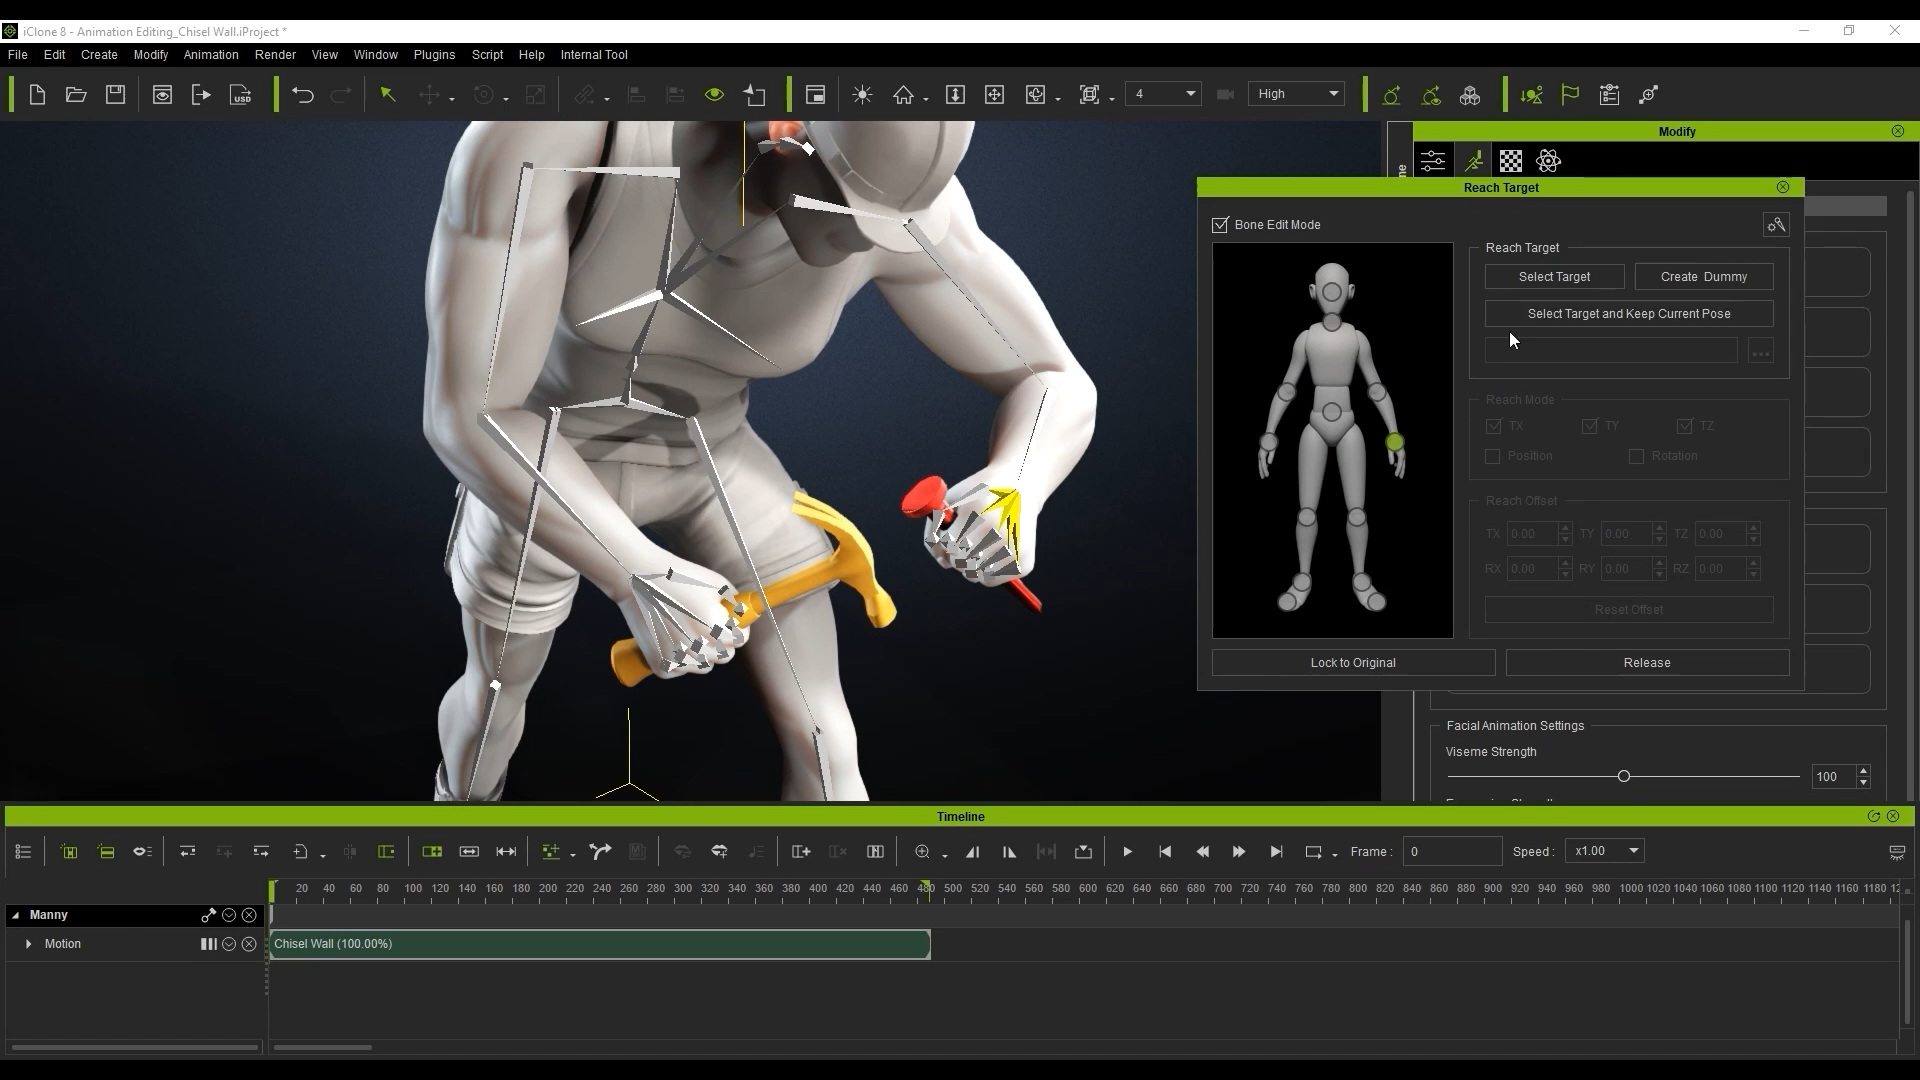 iClone 8 - Animation Editing_Chisel Wall.iProject *
File Edit Create Modify Animation Render View Window Plugins Script Help Internal Tool
USD 4 High
Modify
Reach Target
Bone Edit Mode
Reach Target
Select Target Create Dummy
Select Target and Keep Current Pose
...
Reach Mode
TX TY TZ
Position Rotation
Reach Offset
TX 0.00 TY 0.00 TZ 0.00
RX 0.00 RY 0.00 RZ 0.00
Reset Offset
Lock to Original Release
Facial Animation Settings
Viseme Strength
100
Timeline
Frame : 0 Speed : x1.00
20 40 60 80 100 120 140 160 180 200 220 240 260 280 300 320 340 360 380 400 420 440 460 480 500 520 540 560 580 600 620 640 660 680 700 720 740 760 780 800 820 840 860 880 900 920 940 960 980 1000 1020 1040 1060 1080 1100 1120 1140 1160 1180
Manny
Motion Chisel Wall (100.00%)